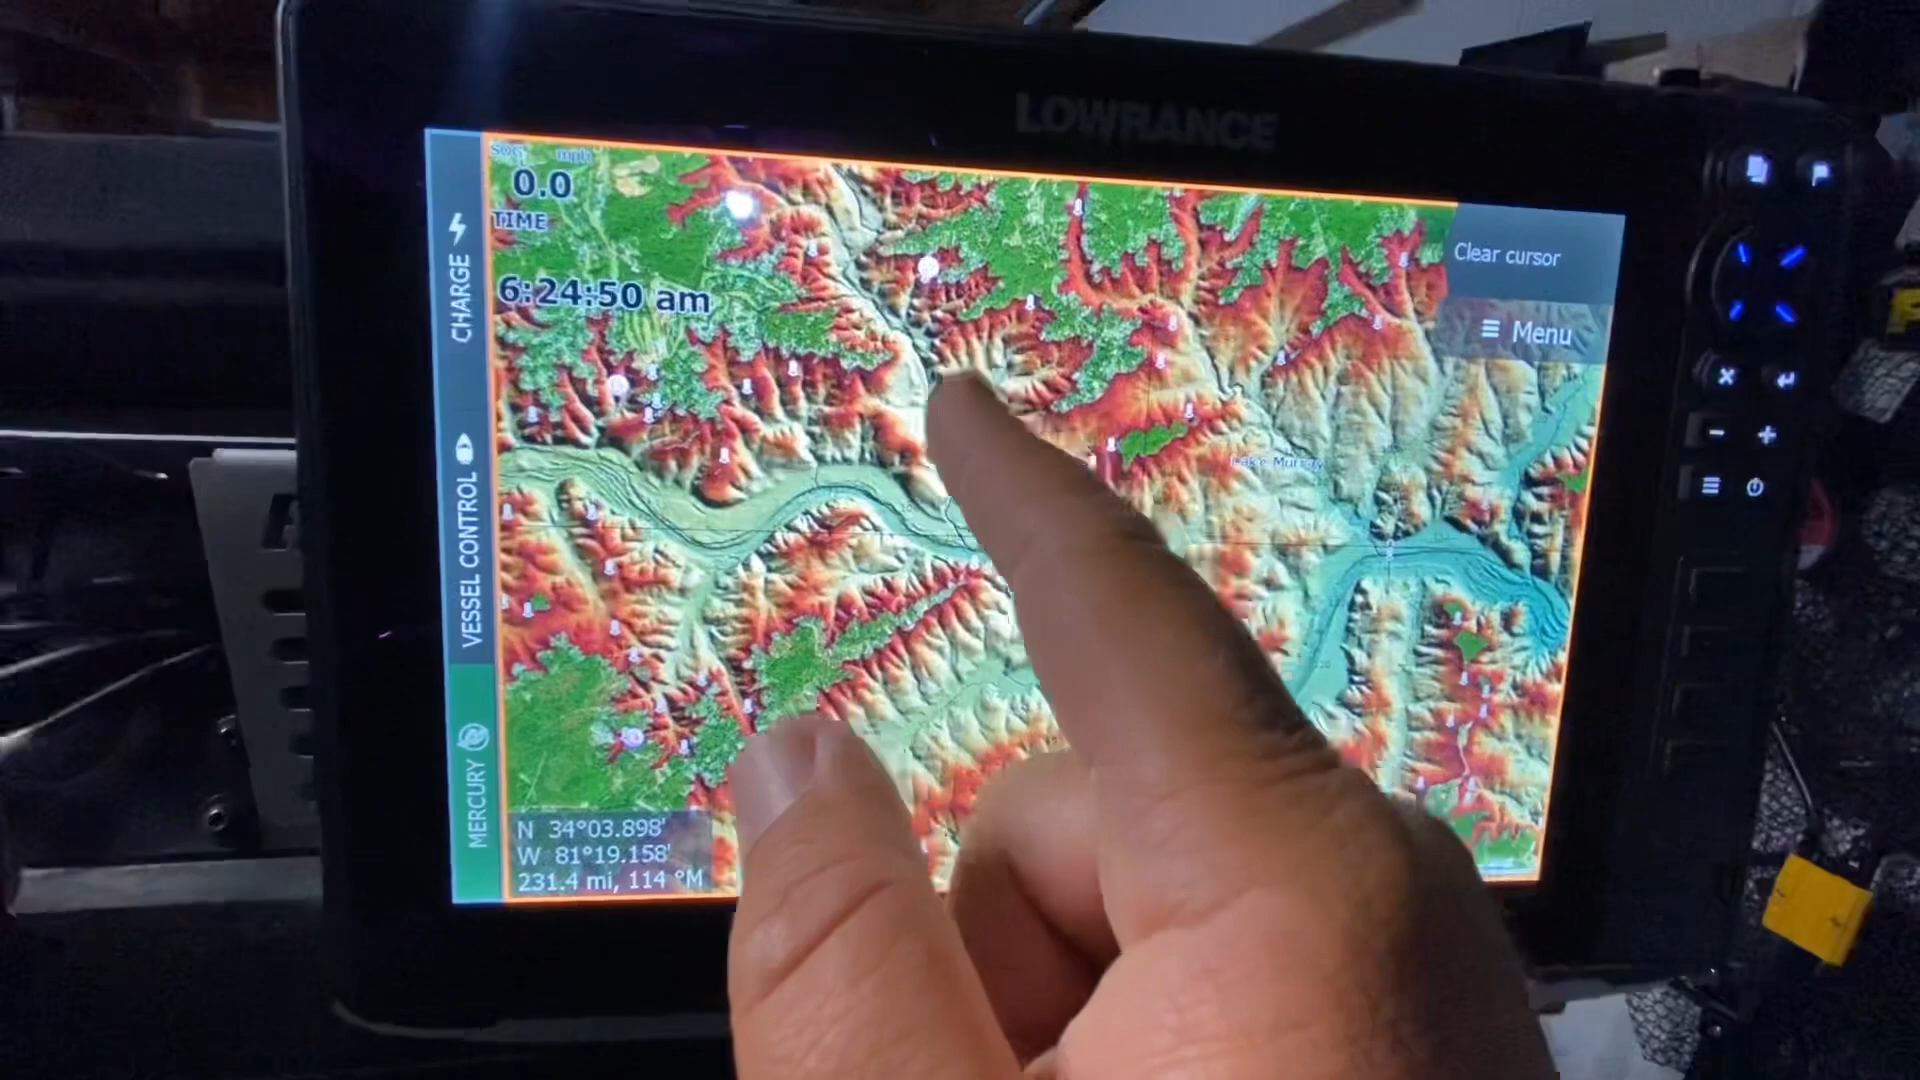 LOWRANCE
SOG mph
0.0
TIME
6:24:50 am
Clear cursor
Menu
CHARGE
VESSEL CONTROL
MERCURY
Lake Murray
N 34°03.898'
W 81°19.158'
231.4 mi, 114 °M